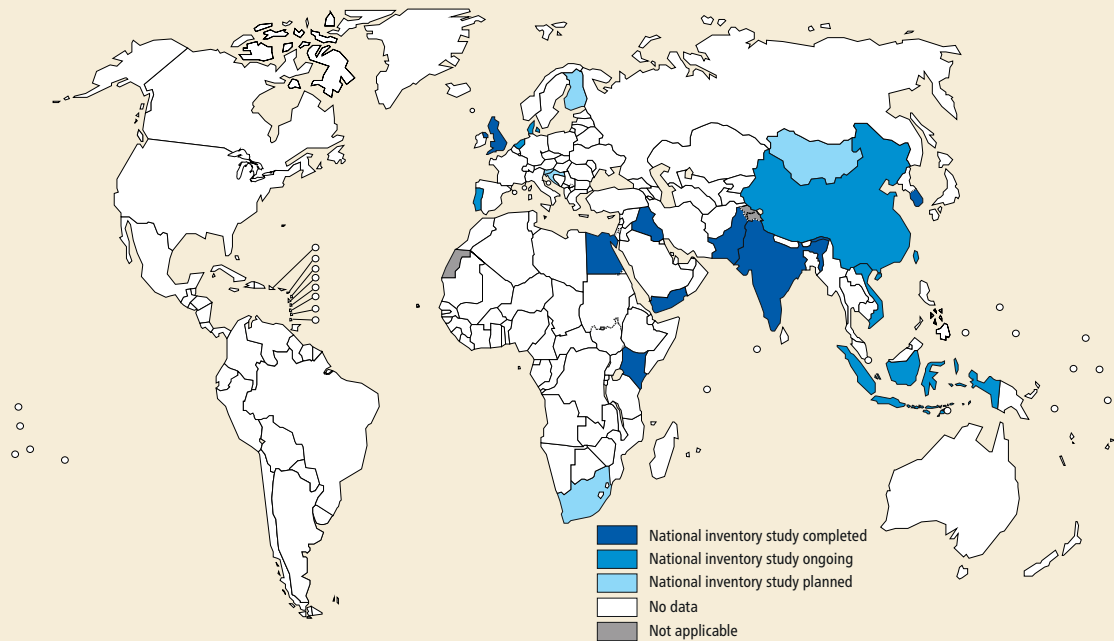 National inventory study completed
National inventory study ongoing
National inventory study planned
No data
Not applicable